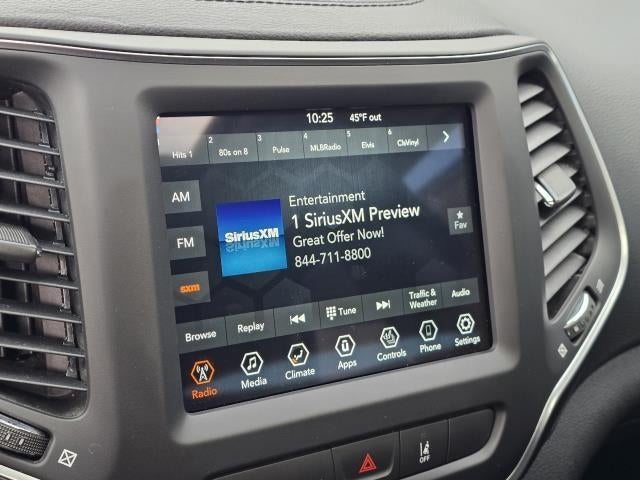 10:25 45°F out
Hits 1 2 80s on 8 3 Pulse 4 MLBRadio 5 Elvis 6 ClsVinyl
AM
FM
sxm
SiriusXM
Entertainment
1 SiriusXM Preview
Great Offer Now!
844-711-8800
Fav
Browse Replay Tune Traffic & Weather Audio
Radio Media Climate Apps Controls Phone Settings
OFF